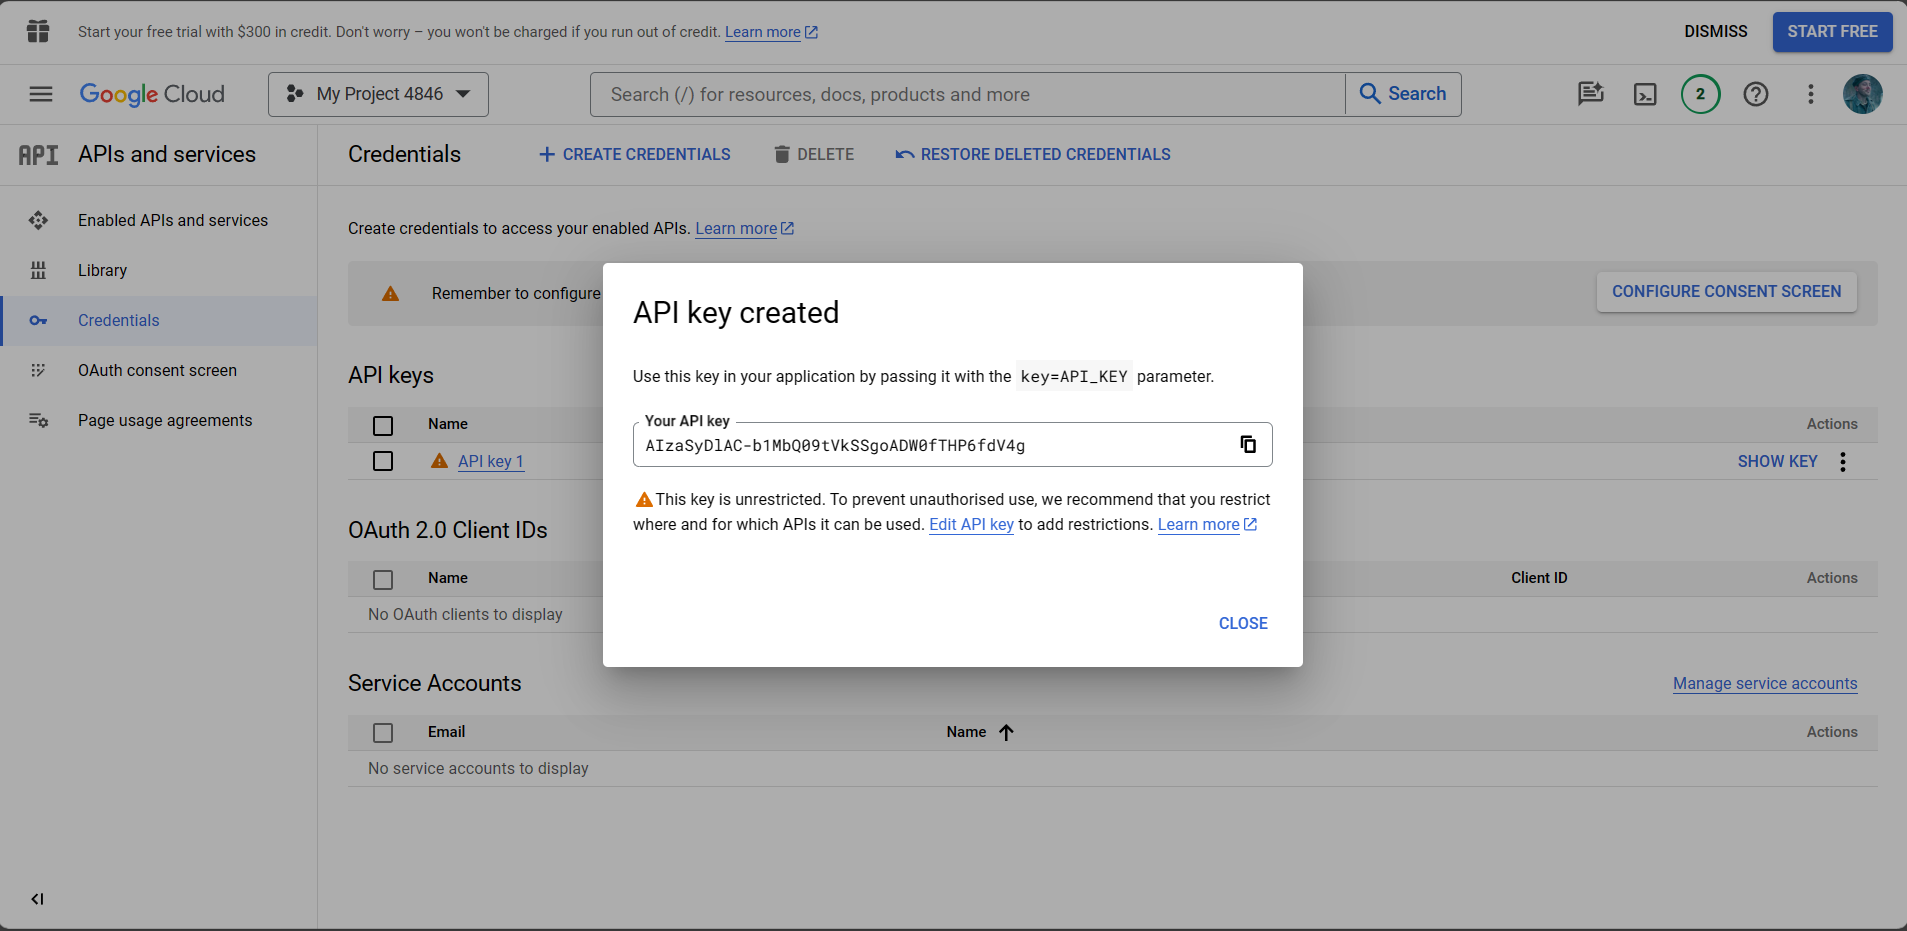 Start your free trial with $300 in credit. Don't worry – you won't be charged if you run out of credit. Learn more
DISMISS
START FREE
Google Cloud
My Project 4846
Search (/) for resources, docs, products and more
Search
2
API
APIs and services
Credentials
CREATE CREDENTIALS
DELETE
RESTORE DELETED CREDENTIALS
Enabled APIs and services
Library
Credentials
OAuth consent screen
Page usage agreements
Create credentials to access your enabled APIs. Learn more
Remember to configure
CONFIGURE CONSENT SCREEN
API keys
Name
Actions
API key 1
SHOW KEY
OAuth 2.0 Client IDs
Name
Client ID
Actions
No OAuth clients to display
Service Accounts
Manage service accounts
Email
Name
Actions
No service accounts to display
API key created
Use this key in your application by passing it with the key=API_KEY parameter.
Your API key
AIzaSyDlAC-b1MbQ09tVkSSgoADW0fTHP6fdV4g
This key is unrestricted. To prevent unauthorised use, we recommend that you restrict
where and for which APIs it can be used. Edit API key to add restrictions. Learn more
CLOSE